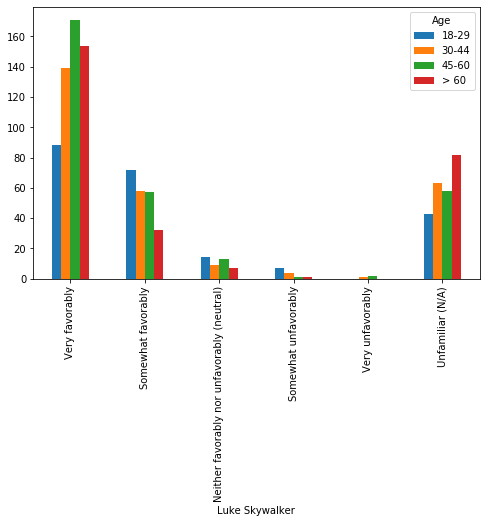 Age
18-29
30-44
45-60
> 60
160
140
120
100
80
60
40
20
0
Very favorably
Somewhat favorably
Neither favorably nor unfavorably (neutral)
Somewhat unfavorably
Very unfavorably
Unfamiliar (N/A)
Luke Skywalker